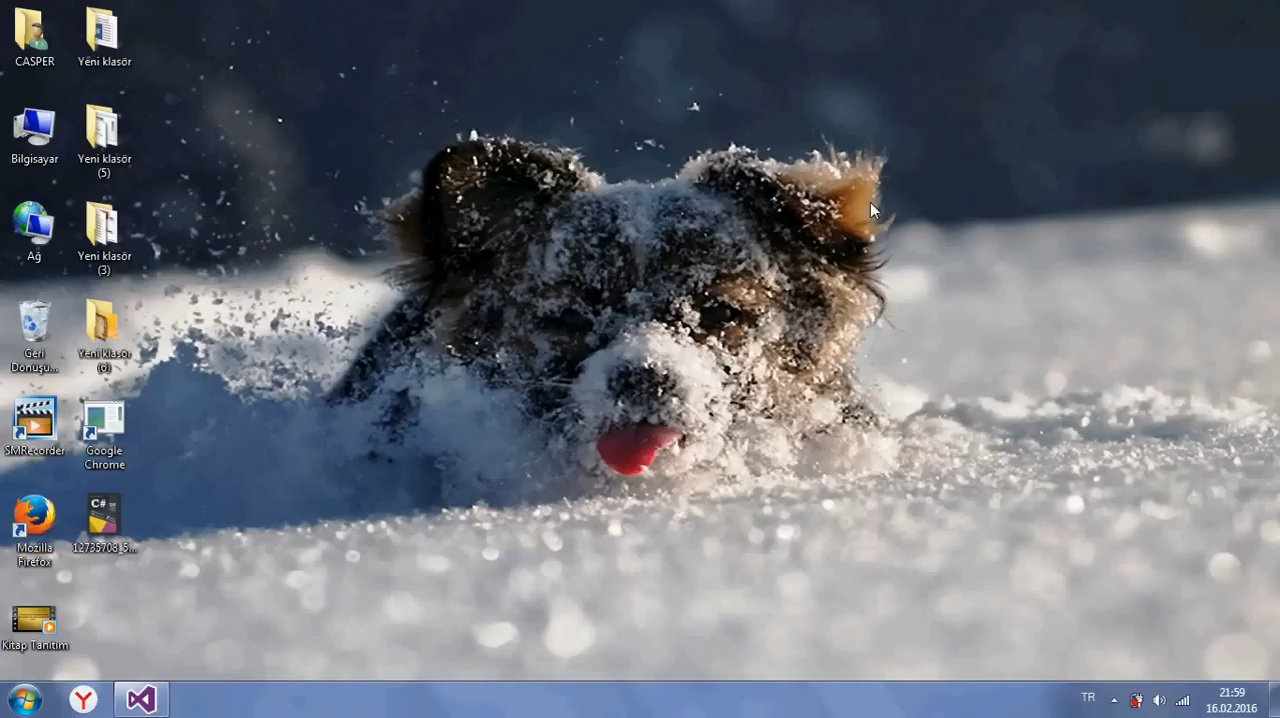 CASPER
Yeni klasör
Bilgisayar
Yeni klasör
(5)
Ağ
Yeni klasör
(3)
Geri
Dönüşü...
Yeni klasör
(6)
SMRecorder
Google
Chrome
Mozilla
Firefox
C#
12735708_5...
Kitap Tanıtım
TR
21:59
16.02.2016